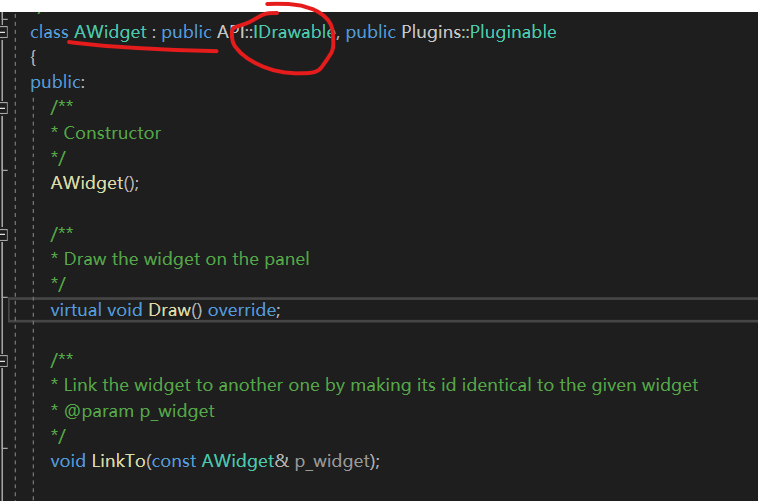 class AWidget : public API::IDrawable, public Plugins::Pluginable
{
public:
/**
* Constructor
*/
AWidget();
/**
* Draw the widget on the panel
*/
virtual void Draw() override;
/**
* Link the widget to another one by making its id identical to the given widget
* @param p_widget
*/
void LinkTo(const AWidget& p_widget);